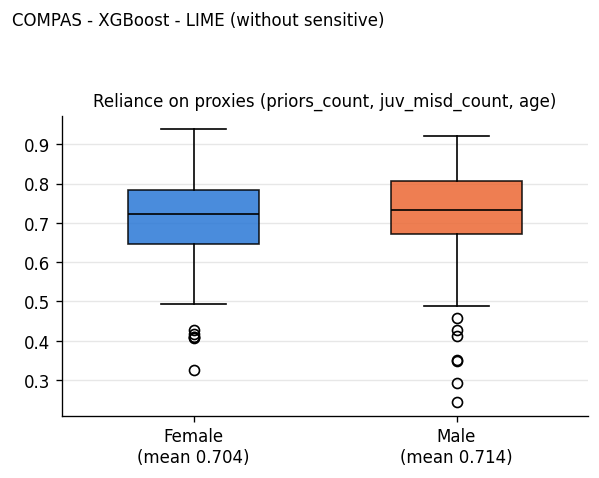 COMPAS - XGBoost - LIME (without sensitive)
Reliance on proxies (priors_count, juv_misd_count, age)
0.9
0.8
0.7
0.6
0.5
0.4
0.3
Female
(mean 0.704)
Male
(mean 0.714)